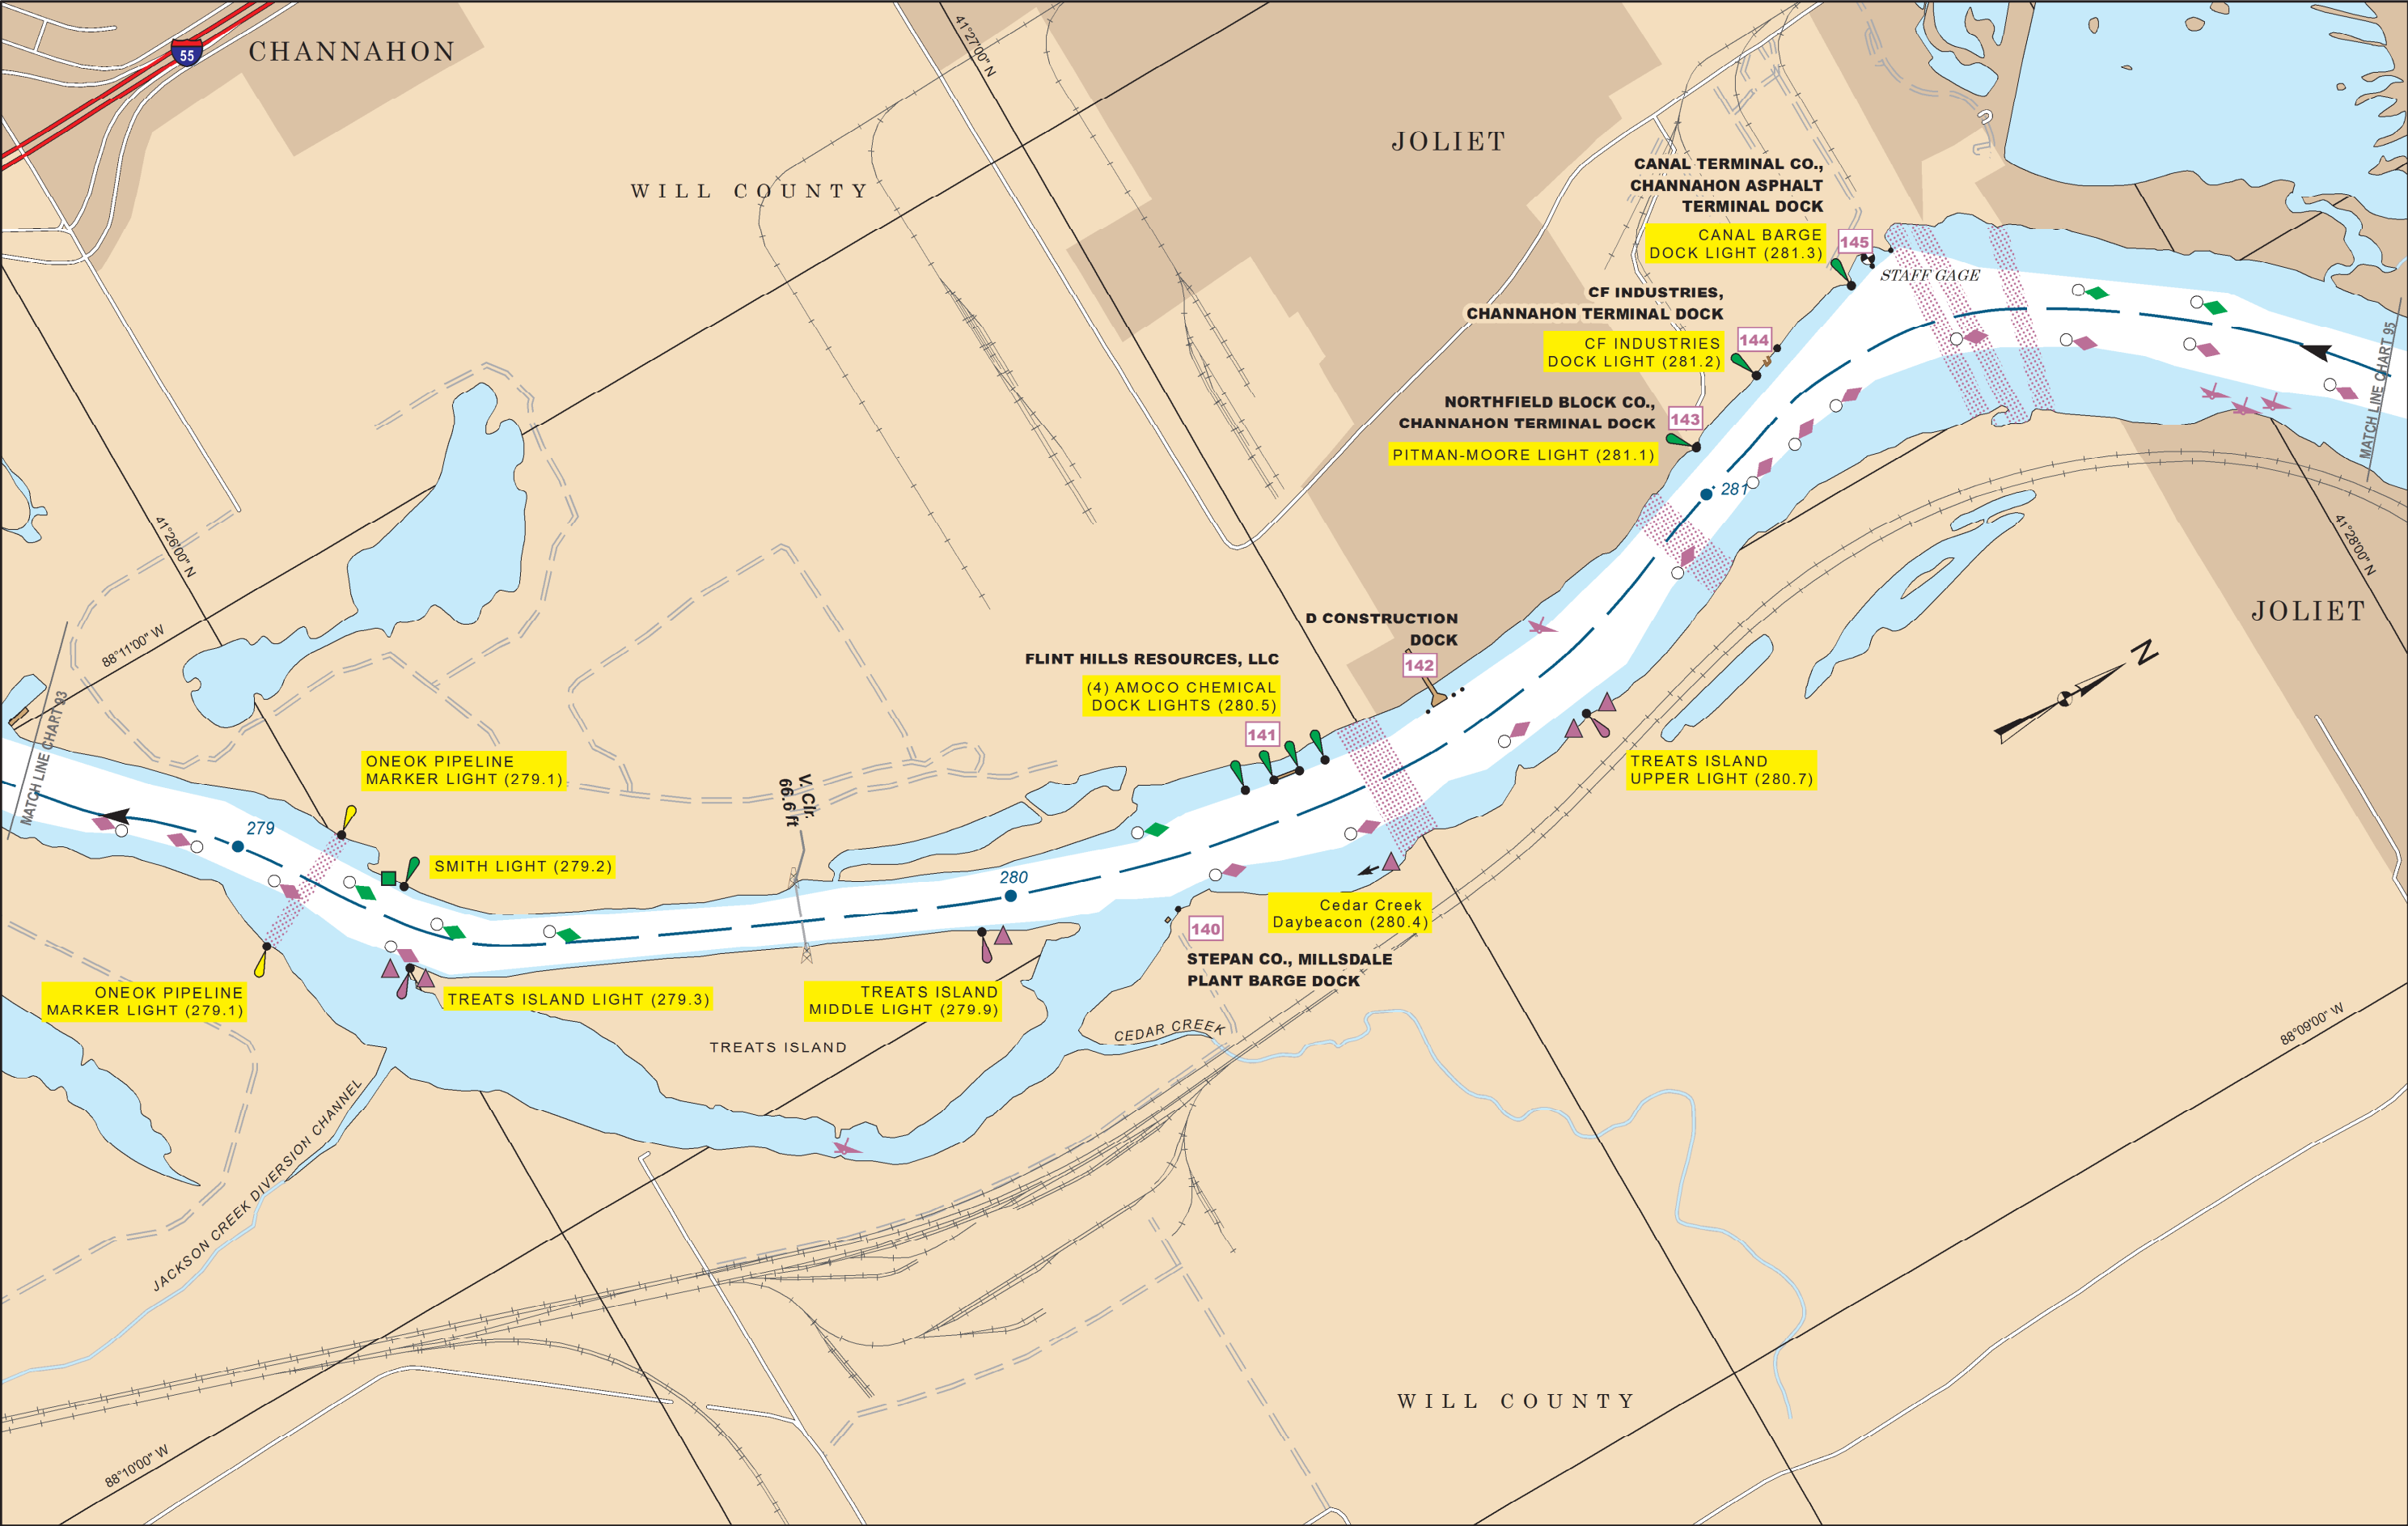 55
CHANNAHON
41°27'00" N
JOLIET
WILL COUNTY
CANAL TERMINAL CO.,
CHANNAHON ASPHALT
TERMINAL DOCK
CANAL BARGE
DOCK LIGHT (281.3)
145
STAFF GAGE
CF INDUSTRIES,
CHANNAHON TERMINAL DOCK
CF INDUSTRIES
DOCK LIGHT (281.2)
144
MATCH LINE CHART 95
NORTHFIELD BLOCK CO.,
CHANNAHON TERMINAL DOCK
143
PITMAN-MOORE LIGHT (281.1)
281
41°26'00" N
41°28'00" N
JOLIET
N
88°11'00" W
D CONSTRUCTION
DOCK
142
FLINT HILLS RESOURCES, LLC
(4) AMOCO CHEMICAL
DOCK LIGHTS (280.5)
141
MATCH LINE CHART 93
ONEOK PIPELINE
MARKER LIGHT (279.1)
V. Clr.
66.6 ft
TREATS ISLAND
UPPER LIGHT (280.7)
279
SMITH LIGHT (279.2)
280
Cedar Creek
Daybeacon (280.4)
140
STEPAN CO., MILLSDALE
PLANT BARGE DOCK
ONEOK PIPELINE
MARKER LIGHT (279.1)
TREATS ISLAND LIGHT (279.3)
TREATS ISLAND
MIDDLE LIGHT (279.9)
CEDAR CREEK
TREATS ISLAND
88°09'00" W
JACKSON CREEK DIVERSION CHANNEL
WILL COUNTY
88°10'00" W